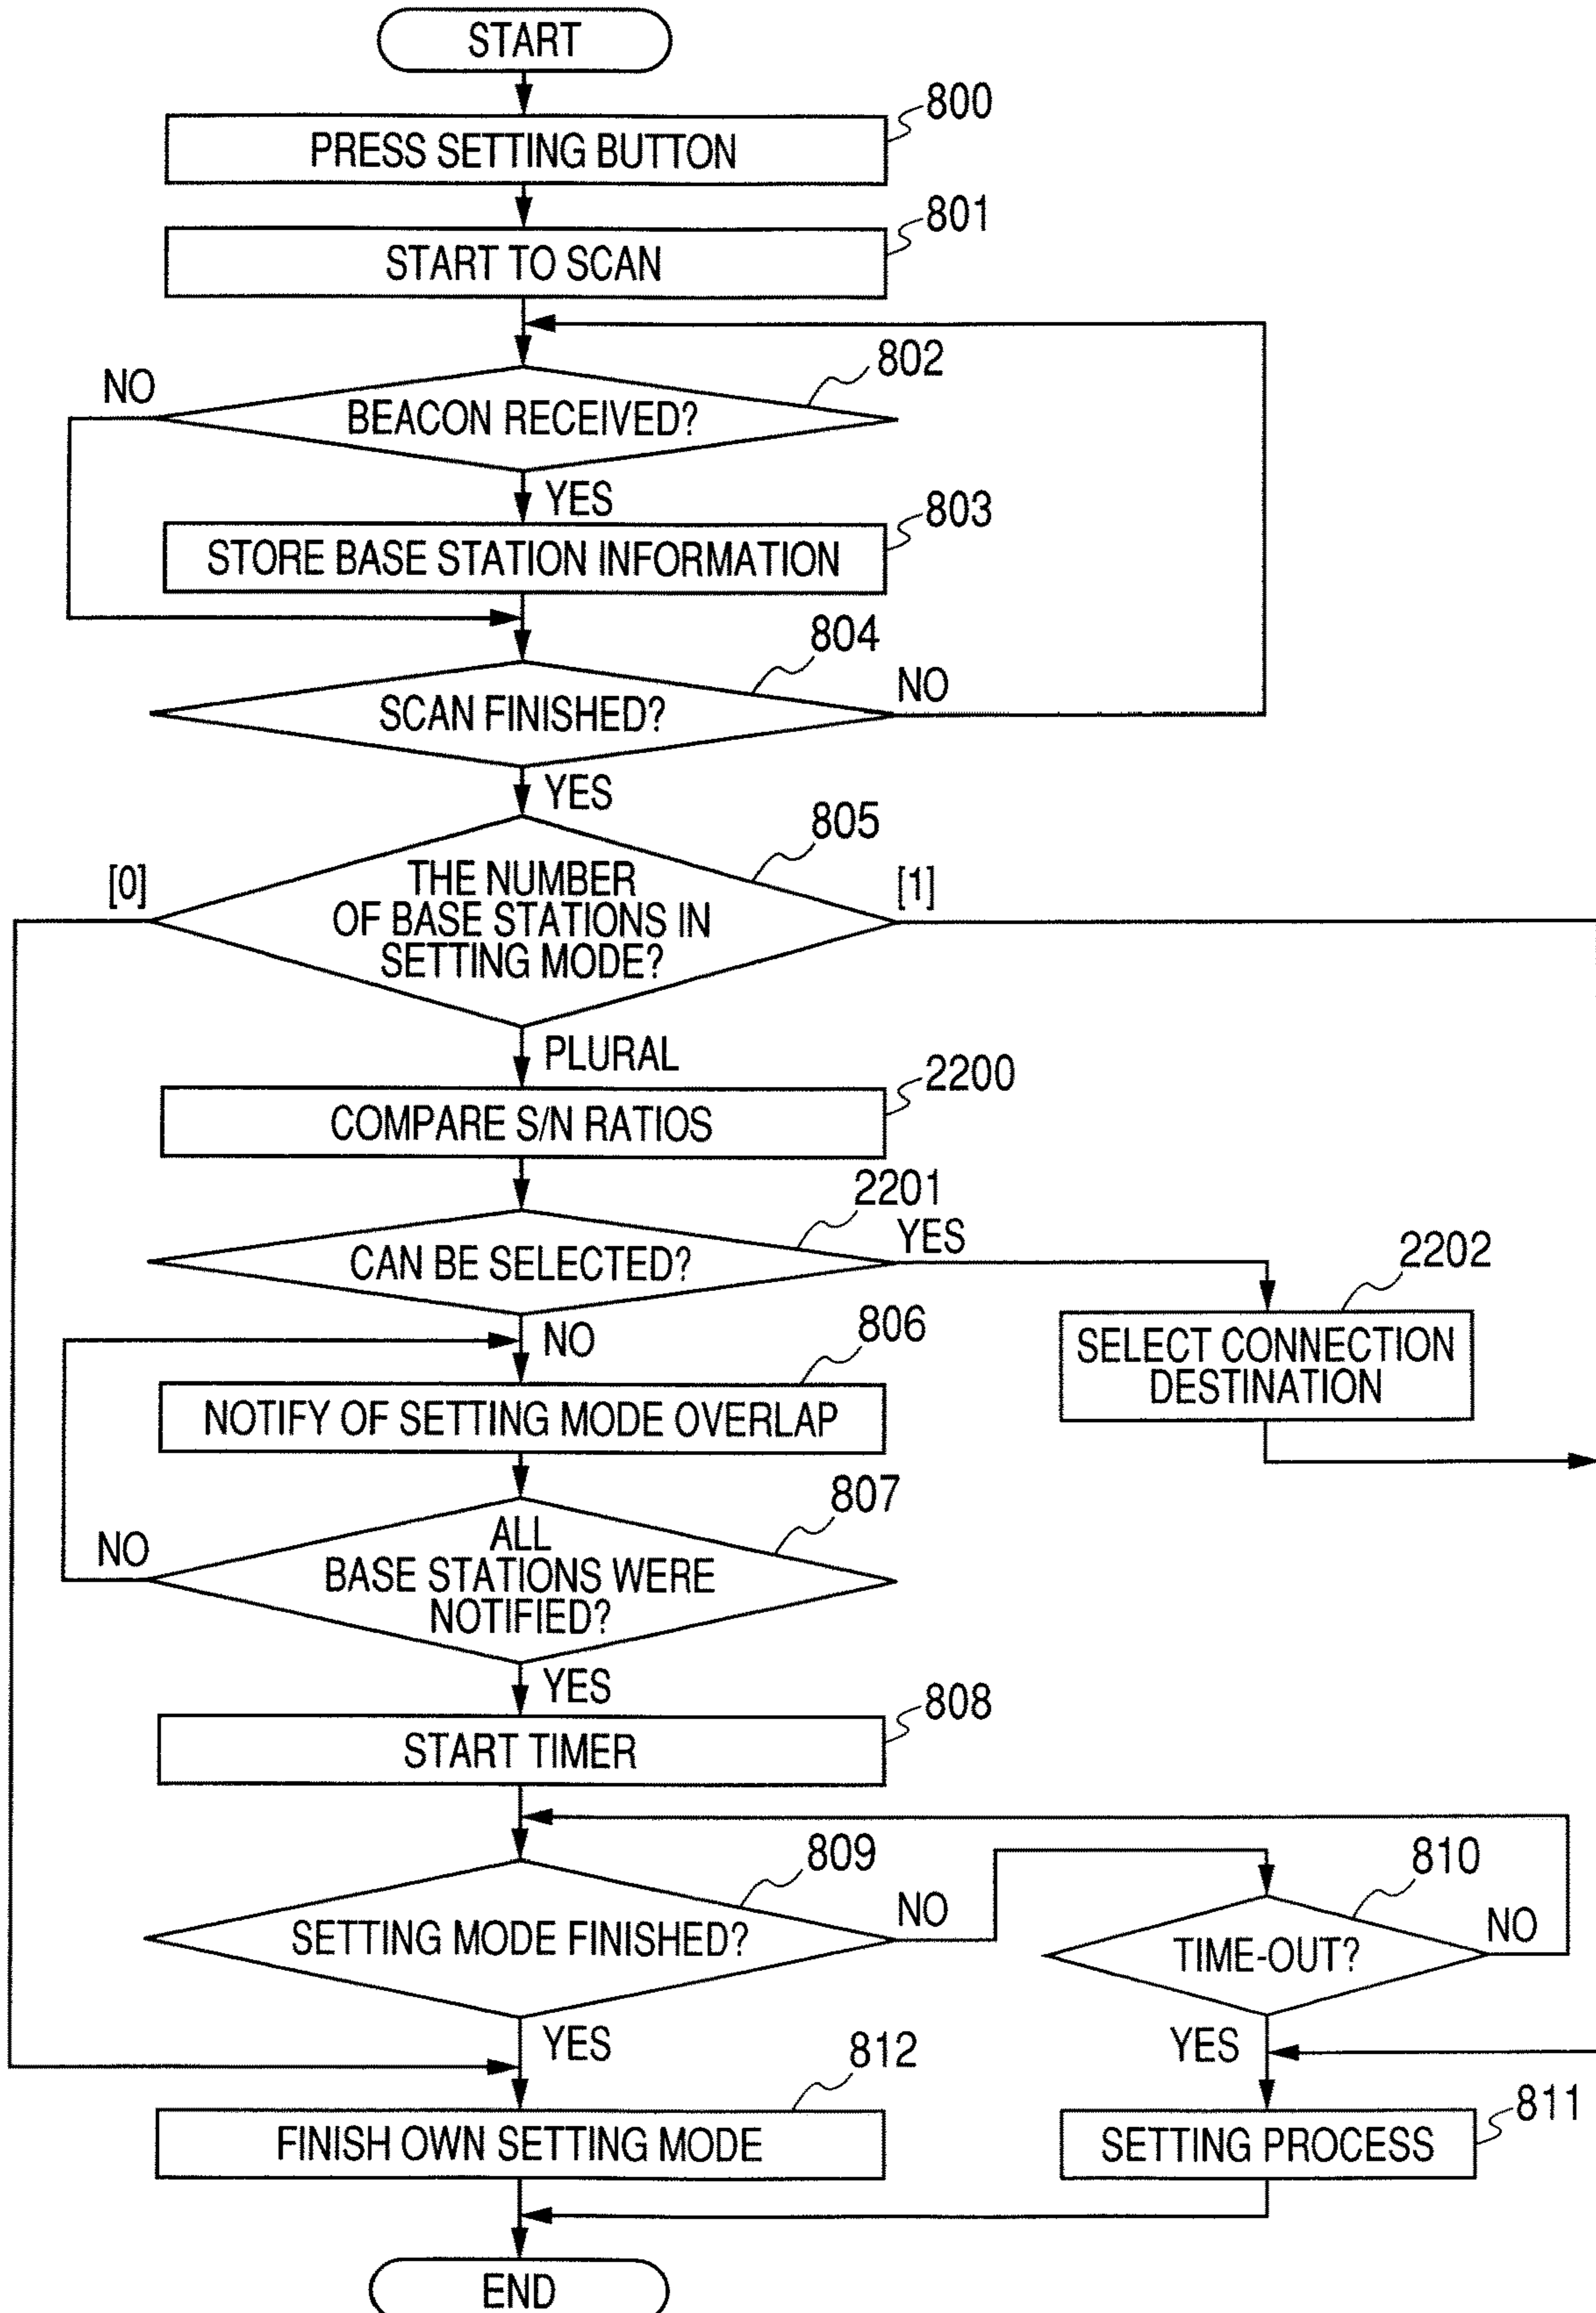 START
800
PRESS SETTING BUTTON
801
START TO SCAN
802
NO
BEACON RECEIVED?
YES
803
STORE BASE STATION INFORMATION
804
NO
SCAN FINISHED?
YES
805
[0]
[1]
THE NUMBER
OF BASE STATIONS IN
SETTING MODE?
PLURAL
2200
COMPARE S/N RATIOS
2201
YES
CAN BE SELECTED?
2202
SELECT CONNECTION
DESTINATION
NO
806
NOTIFY OF SETTING MODE OVERLAP
807
NO
ALL
BASE STATIONS WERE
NOTIFIED?
YES
808
START TIMER
809
NO
SETTING MODE FINISHED?
810
NO
TIME-OUT?
YES
YES
812
FINISH OWN SETTING MODE
811
SETTING PROCESS
END